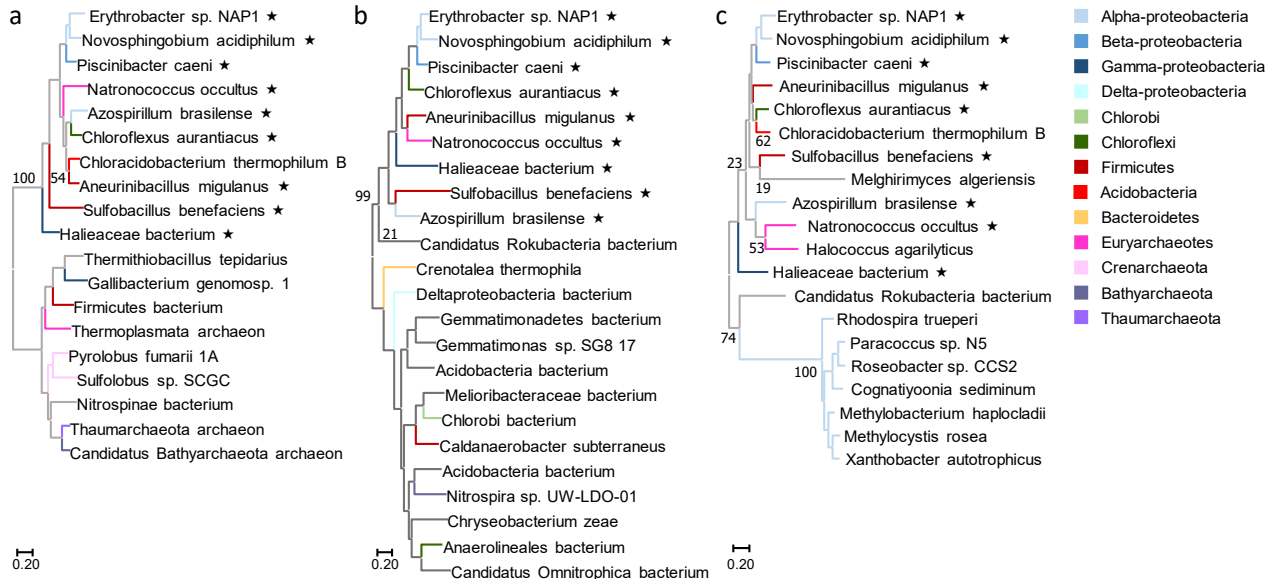 a
Erythrobacter sp. NAP1 ★
Novosphingobium acidiphilum ★
Piscinibacter caeni ★
Natronococcus occultus ★
Azospirillum brasilense ★
Chloroflexus aurantiacus ★
Chloracidobacterium thermophilum B
Aneurinibacillus migulanus ★
Sulfobacillus benefaciens ★
Halieaceae bacterium ★
Thermithiobacillus tepidarius
Gallibacterium genomosp. 1
Firmicutes bacterium
Thermoplasmata archaeon
Pyrolobus fumarii 1A
Sulfolobus sp. SCGC
Nitrospinae bacterium
Thaumarchaeota archaeon
Candidatus Bathyarchaeota archaeon
100
54
0.20
b
Erythrobacter sp. NAP1 ★
Novosphingobium acidiphilum ★
Piscinibacter caeni ★
Chloroflexus aurantiacus ★
Aneurinibacillus migulanus ★
Natronococcus occultus ★
Halieaceae bacterium ★
Sulfobacillus benefaciens ★
Azospirillum brasilense ★
Candidatus Rokubacteria bacterium
Crenotalea thermophila
Deltaproteobacteria bacterium
Gemmatimonadetes bacterium
Gemmatimonas sp. SG8 17
Acidobacteria bacterium
Melioribacteraceae bacterium
Chlorobi bacterium
Caldanaerobacter subterraneus
Acidobacteria bacterium
Nitrospira sp. UW-LDO-01
Chryseobacterium zeae
Anaerolineales bacterium
Candidatus Omnitrophica bacterium
99
21
0.20
c
Erythrobacter sp. NAP1 ★
Novosphingobium acidiphilum ★
Piscinibacter caeni ★
Aneurinibacillus migulanus ★
Chloroflexus aurantiacus ★
Chloracidobacterium thermophilum B
62
Sulfobacillus benefaciens ★
23
Melghirimyces algeriensis
19
Azospirillum brasilense ★
Natronococcus occultus ★
53
Halococcus agarilyticus
Halieaceae bacterium ★
Candidatus Rokubacteria bacterium
74
Rhodospira trueperi
Paracoccus sp. N5
Roseobacter sp. CCS2
100
Cognatiyoonia sediminum
Methylobacterium haplocladii
Methylocystis rosea
Xanthobacter autotrophicus
0.20
Alpha-proteobacteria
Beta-proteobacteria
Gamma-proteobacteria
Delta-proteobacteria
Chlorobi
Chloroflexi
Firmicutes
Acidobacteria
Bacteroidetes
Euryarchaeotes
Crenarchaeota
Bathyarchaeota
Thaumarchaeota